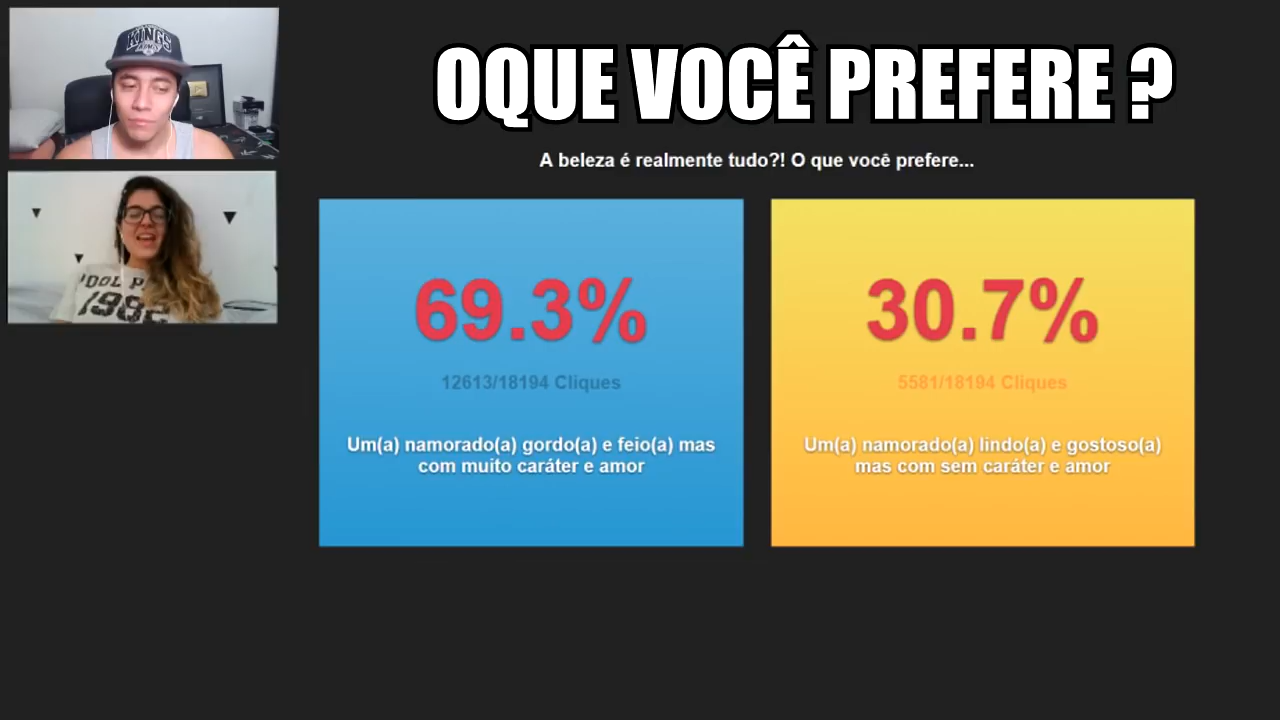 OQUE VOCÊ PREFERE ?
A beleza é realmente tudo?! O que você prefere...
69.3%
12613/18194 Cliques
Um(a) namorado(a) gordo(a) e feio(a) mas
com muito caráter e amor
30.7%
5581/18194 Cliques
Um(a) namorado(a) lindo(a) e gostoso(a)
mas com sem caráter e amor
KINGS
1982